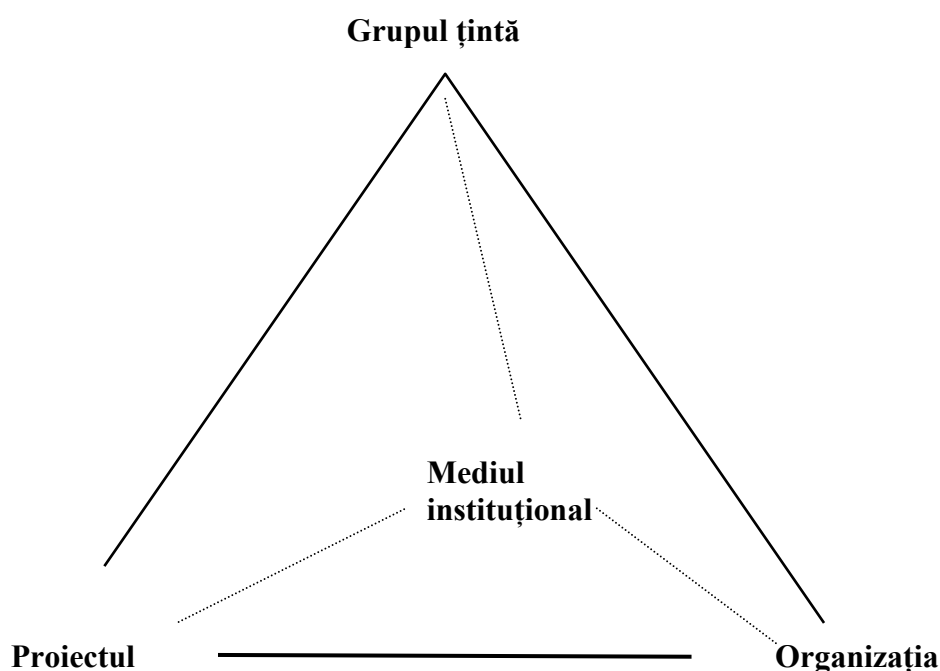 Grupul țintă
Mediul
instituțional
Proiectul
Organizația